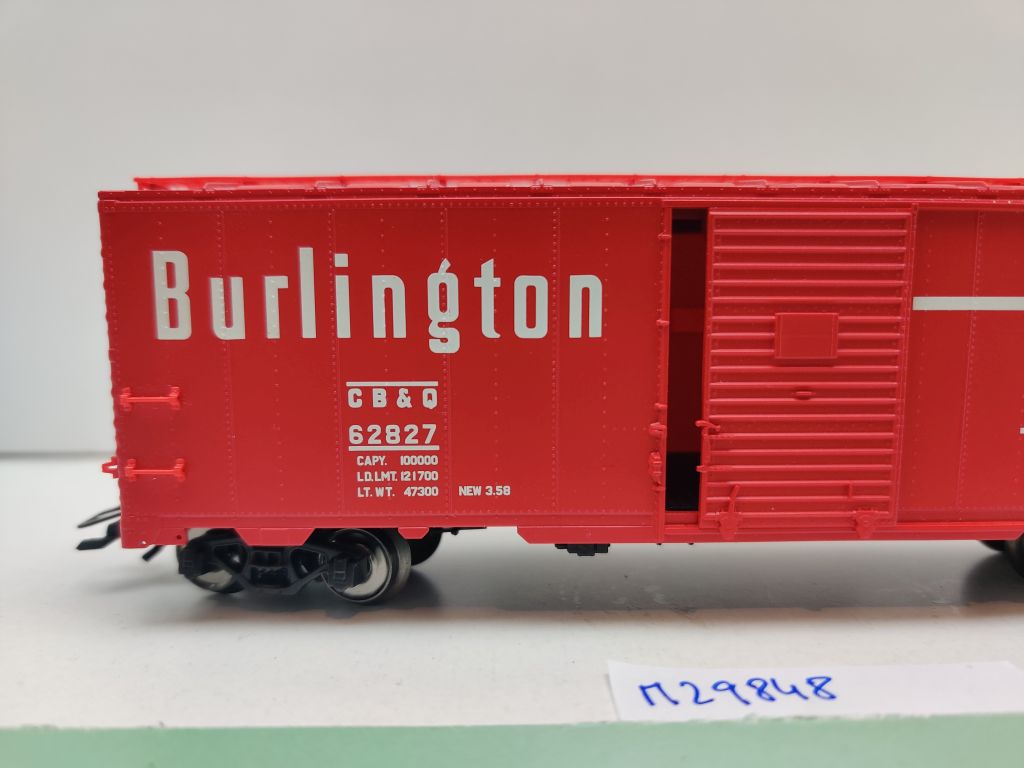 Burlington
CB&Q
62827
CAPY. 100000
LD.LMT. 121700
LT. WT. 47300 NEW 3.58
M29848